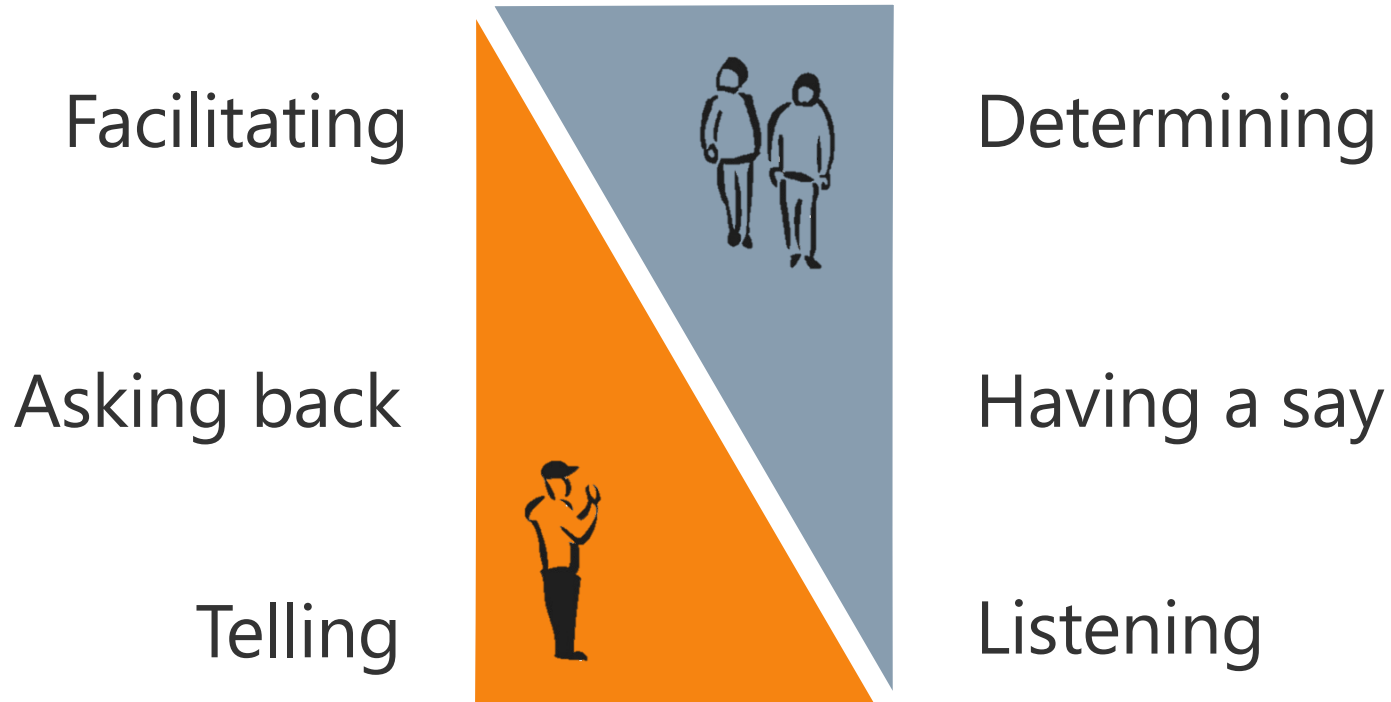 Facilitating
Determining
Asking back
Having a say
Telling
Listening